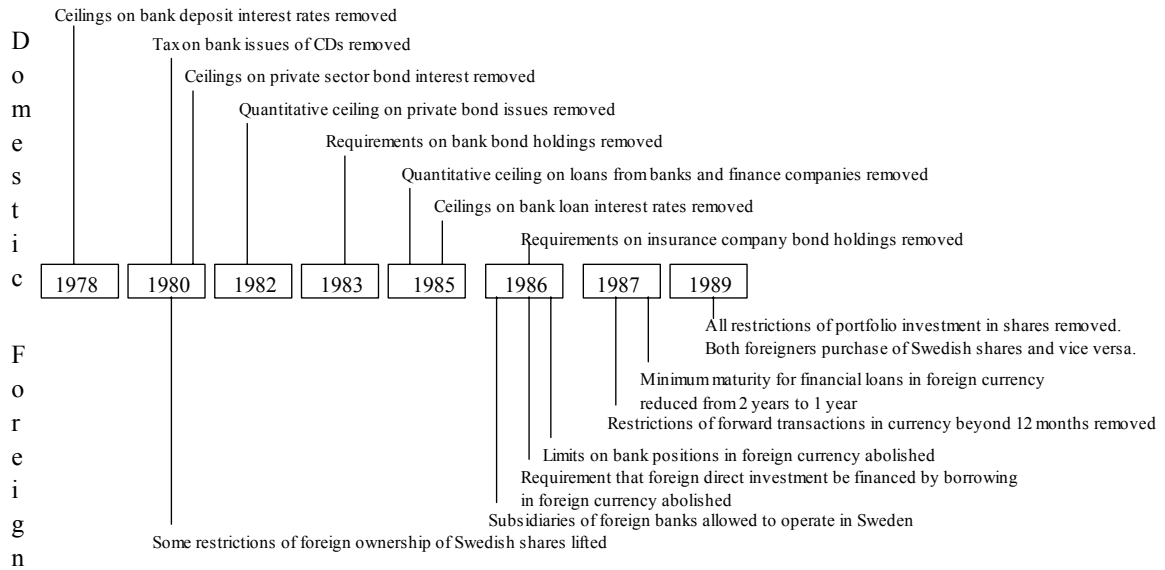 Ceilings on bank deposit interest rates removed
Tax on bank issues of CDs removed
Ceilings on private sector bond interest removed
Quantitative ceiling on private bond issues removed
Requirements on bank bond holdings removed
Quantitative ceiling on loans from banks and finance companies removed
Ceilings on bank loan interest rates removed
Requirements on insurance company bond holdings removed
Domestic
1978 1980 1982 1983 1985 1986 1987 1989
Foreign
All restrictions of portfolio investment in shares removed.
Both foreigners purchase of Swedish shares and vice versa.
Minimum maturity for financial loans in foreign currency
reduced from 2 years to 1 year
Restrictions of forward transactions in currency beyond 12 months removed
Limits on bank positions in foreign currency abolished
Requirement that foreign direct investment be financed by borrowing
in foreign currency abolished
Subsidiaries of foreign banks allowed to operate in Sweden
Some restrictions of foreign ownership of Swedish shares lifted